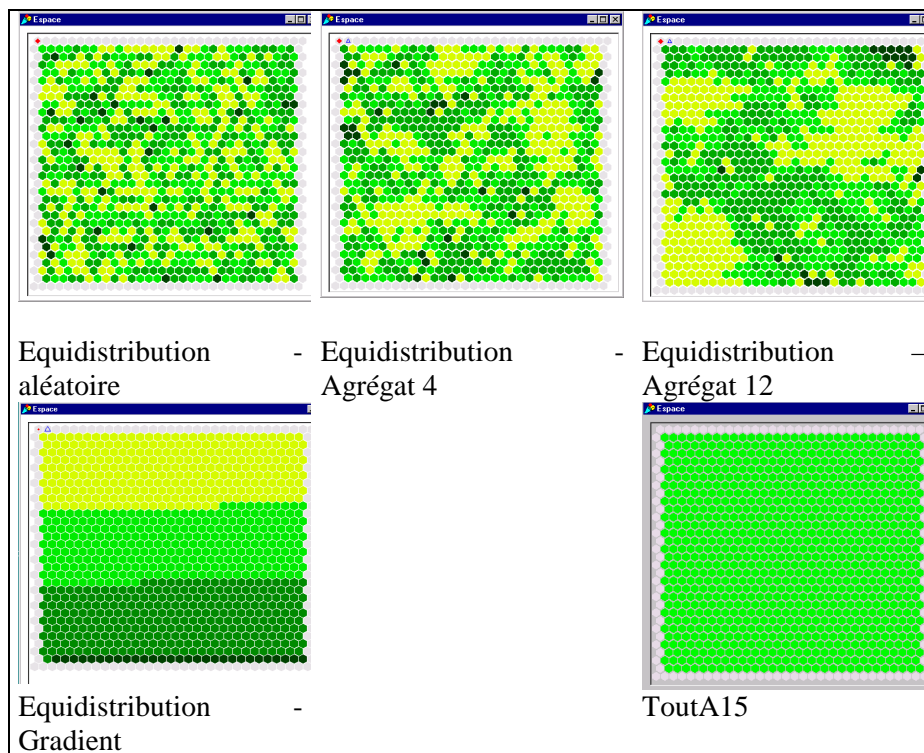 Espace
Espace
Espace
Equidistribution - aléatoire
Equidistribution - Agrégat 4
Equidistribution – Agrégat 12
Espace
Espace
Equidistribution - Gradient
ToutA15